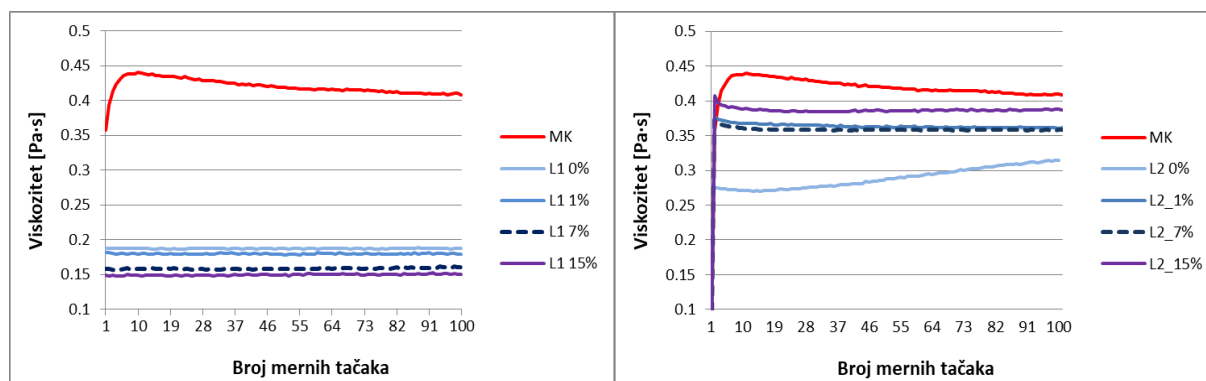 0.5
0.45
0.4
0.35
0.3
0.25
0.2
0.15
0.1
Viskozitet [Pa·s]
1 10 19 28 37 46 55 64 73 82 91 100
Broj mernih tačaka
MK
L1 0%
L1 1%
L1 7%
L1 15%
0.5
0.45
0.4
0.35
0.3
0.25
0.2
0.15
0.1
Viskozitet [Pa·s]
1 10 19 28 37 46 55 64 73 82 91 100
Broj mernih tačaka
MK
L2 0%
L2_1%
L2_7%
L2_15%